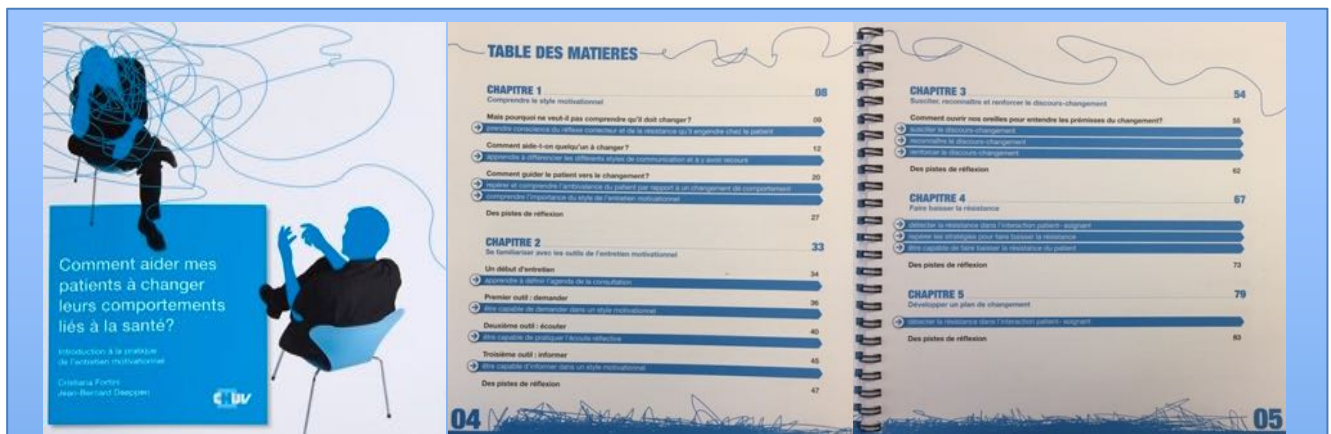 Comment aider mes
patients à changer
leurs comportements
liés à la santé?
Introduction à la pratique
de l'entretien motivationnel
Cristiana Fortini
Jean-Bernard Daeppen
CHUV
TABLE DES MATIERES
CHAPITRE 1 08
Comprendre le style motivationnel
Mais pourquoi ne veut-il pas comprendre qu'il doit changer? 09
prendre conscience du réflexe correcteur et de la résistance qu'il engendre chez le patient
Comment aide-t-on quelqu'un à changer? 12
apprendre à différencier les différents styles de communication et à y avoir recours
Comment guider le patient vers le changement? 20
repérer et comprendre l'ambivalence du patient par rapport à un changement de comportement
comprendre l'importance du style de l'entretien motivationnel
Des pistes de réflexion 27
CHAPITRE 2 33
Se familiariser avec les outils de l'entretien motivationnel
Un début d'entretien 34
apprendre à définir l'agenda de la consultation
Premier outil : demander 36
être capable de demander dans un style motivationnel
Deuxième outil : écouter 40
être capable de pratiquer l'écoute réflective
Troisième outil : informer 45
être capable d'informer dans un style motivationnel
Des pistes de réflexion 47
04
CHAPITRE 3 54
Susciter, reconnaître et renforcer le discours-changement
Comment ouvrir nos oreilles pour entendre les prémisses du changement? 55
susciter le discours-changement
reconnaître le discours-changement
renforcer le discours-changement
Des pistes de réflexion 62
CHAPITRE 4 67
Faire baisser la résistance
détecter la résistance dans l'interaction patient- soignant
repérer les stratégies pour faire baisser la résistance
être capable de faire baisser la résistance du patient
Des pistes de réflexion 73
CHAPITRE 5 79
Développer un plan de changement
détecter la résistance dans l'interaction patient- soignant
Des pistes de réflexion 83
05